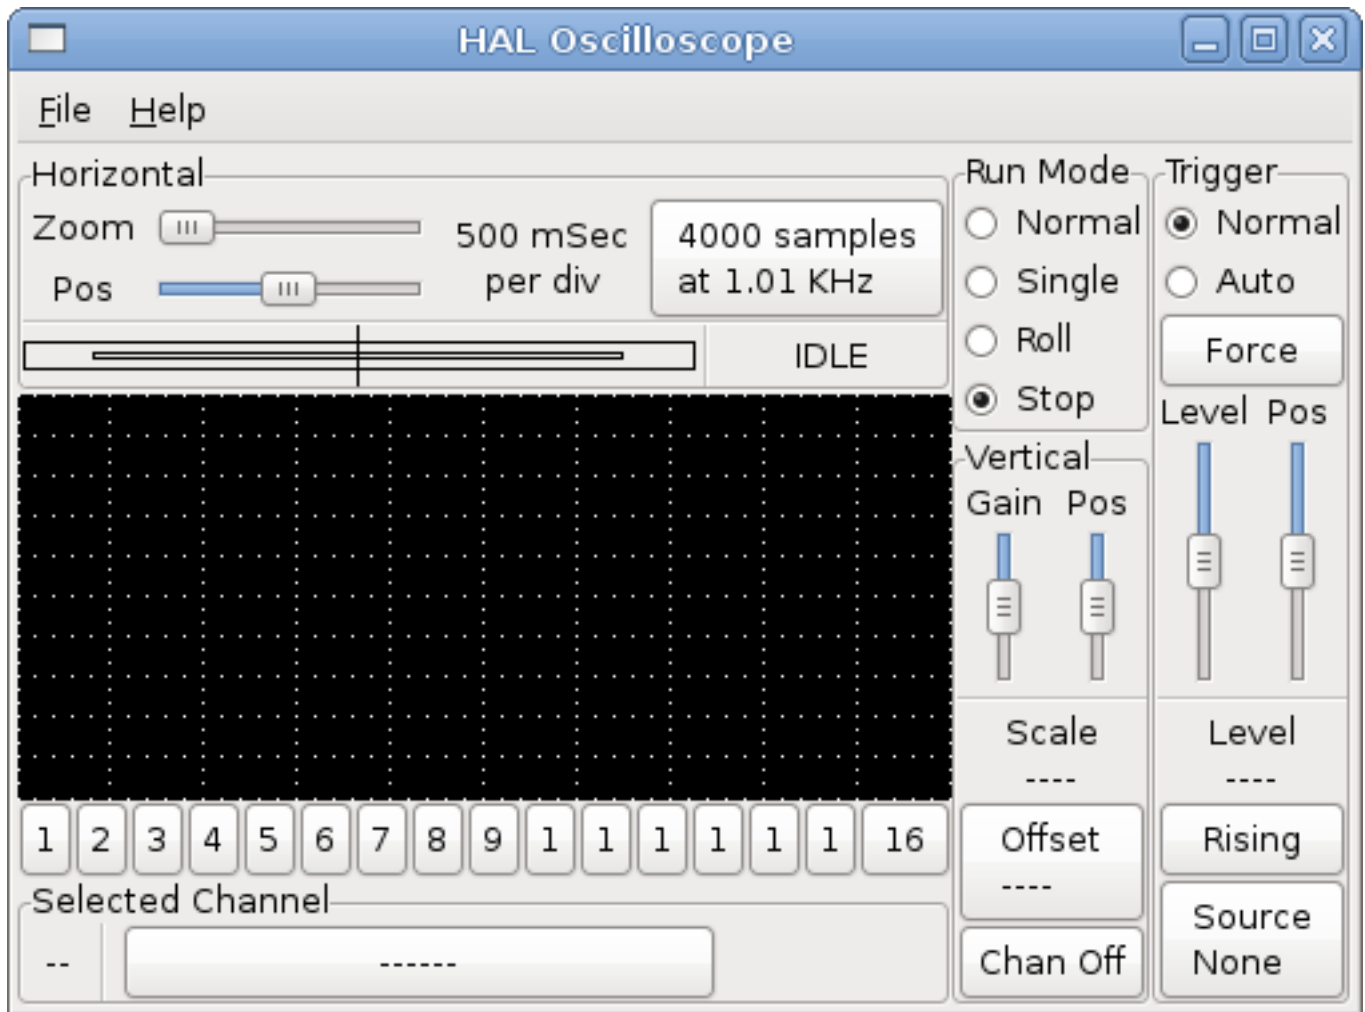 HAL Oscilloscope
File Help
Horizontal
Zoom
Pos
500 mSec
per div
4000 samples
at 1.01 KHz
IDLE
Run Mode
Normal
Single
Roll
Stop
Trigger
Normal
Auto
Force
Level Pos
Vertical
Gain Pos
Scale
----
Offset
----
Chan Off
Level
----
Rising
Source
None
1 2 3 4 5 6 7 8 9 1 1 1 1 1 1 16
Selected Channel
--
------